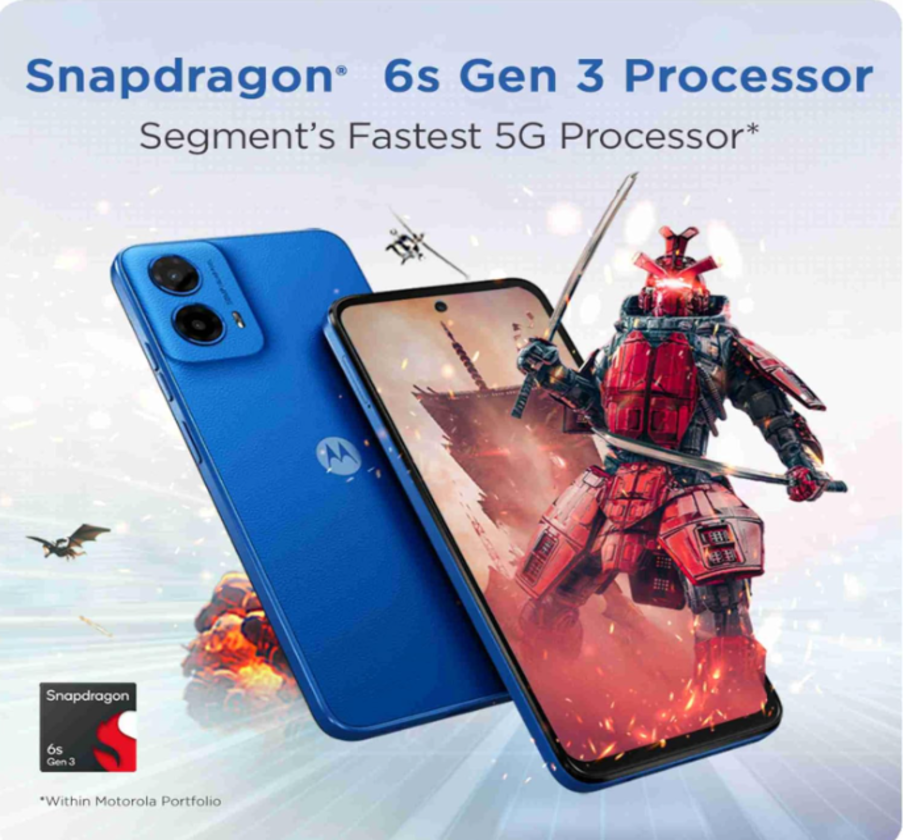 Snapdragon® 6s Gen 3 Processor
Segment's Fastest 5G Processor*
Snapdragon
6s
Gen 3
*Within Motorola Portfolio